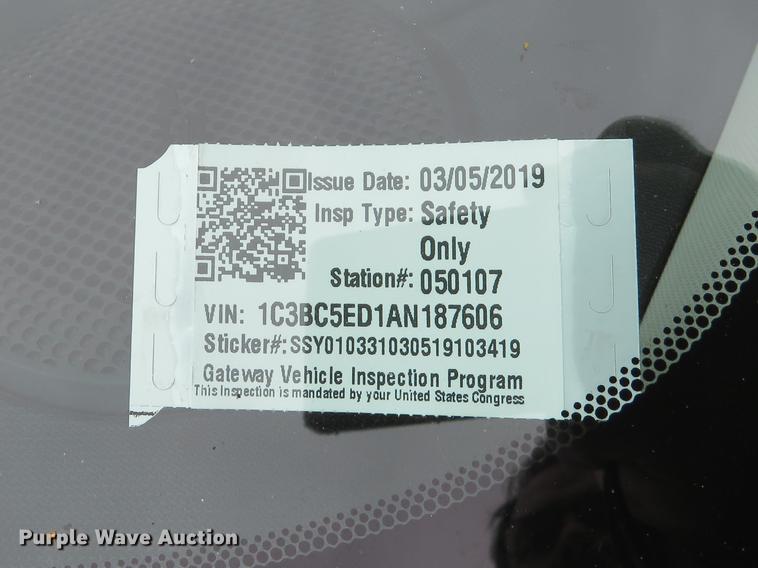 Issue Date: 03/05/2019
Insp Type: Safety
Only
Station#: 050107
VIN: 1C3BC5ED1AN187606
Sticker#:SSY010331030519103419
Gateway Vehicle Inspection Program
This Inspection is mandated by your United States Congress
Purple Wave Auction